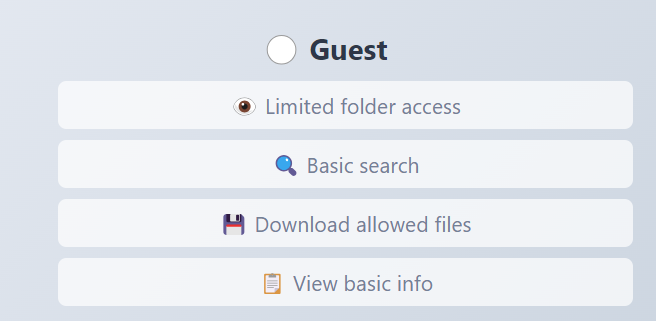 Guest
Limited folder access
Basic search
Download allowed files
View basic info